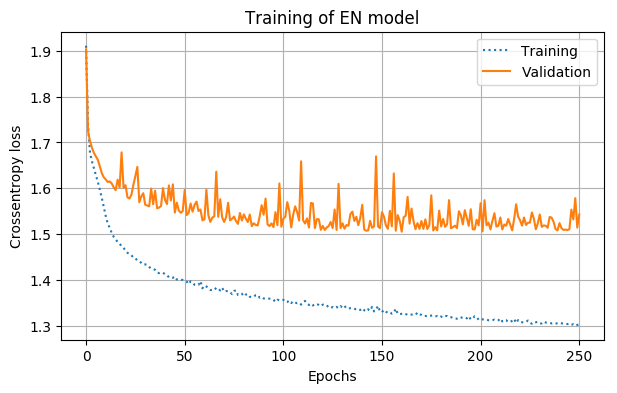 Training of EN model
Training
Validation
Crossentropy loss
1.9
1.8
1.7
1.6
1.5
1.4
1.3
0 50 100 150 200 250
Epochs